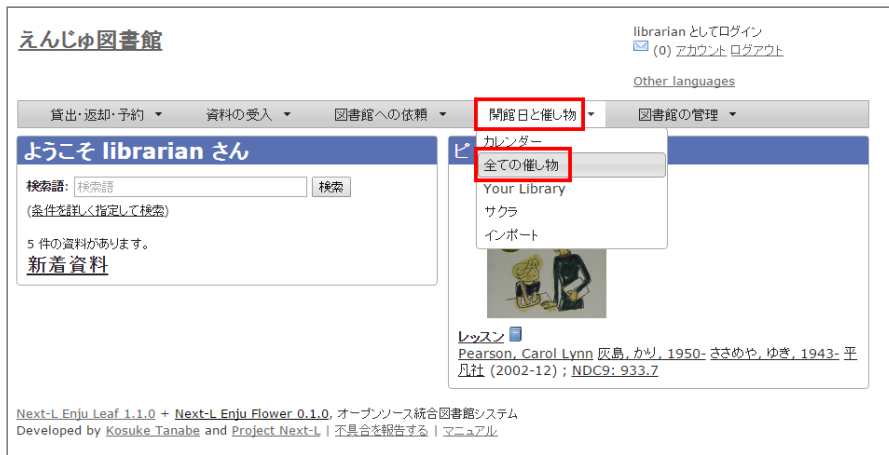 えんじゅ図書館
librarian としてログイン
(0) アカウント ログアウト
Other languages
貸出・返却・予約 ▼ 資料の受入 ▼ 図書館への依頼 ▼ 開館日と催し物 ▼ 図書館の管理 ▼
カレンダー
全ての催し物
Your Library
サクラ
インポート
ようこそ librarian さん
検索語: 検索語 検索
(条件を詳しく指定して検索)
5 件の資料があります。
新着資料
ピ
レッスン
Pearson, Carol Lynn 灰島, かり, 1950- ささめや, ゆき, 1943- 平
凡社 (2002-12) ; NDC9: 933.7
Next-L Enju Leaf 1.1.0 + Next-L Enju Flower 0.1.0, オープンソース統合図書館システム
Developed by Kosuke Tanabe and Project Next-L | 不具合を報告する | マニュアル